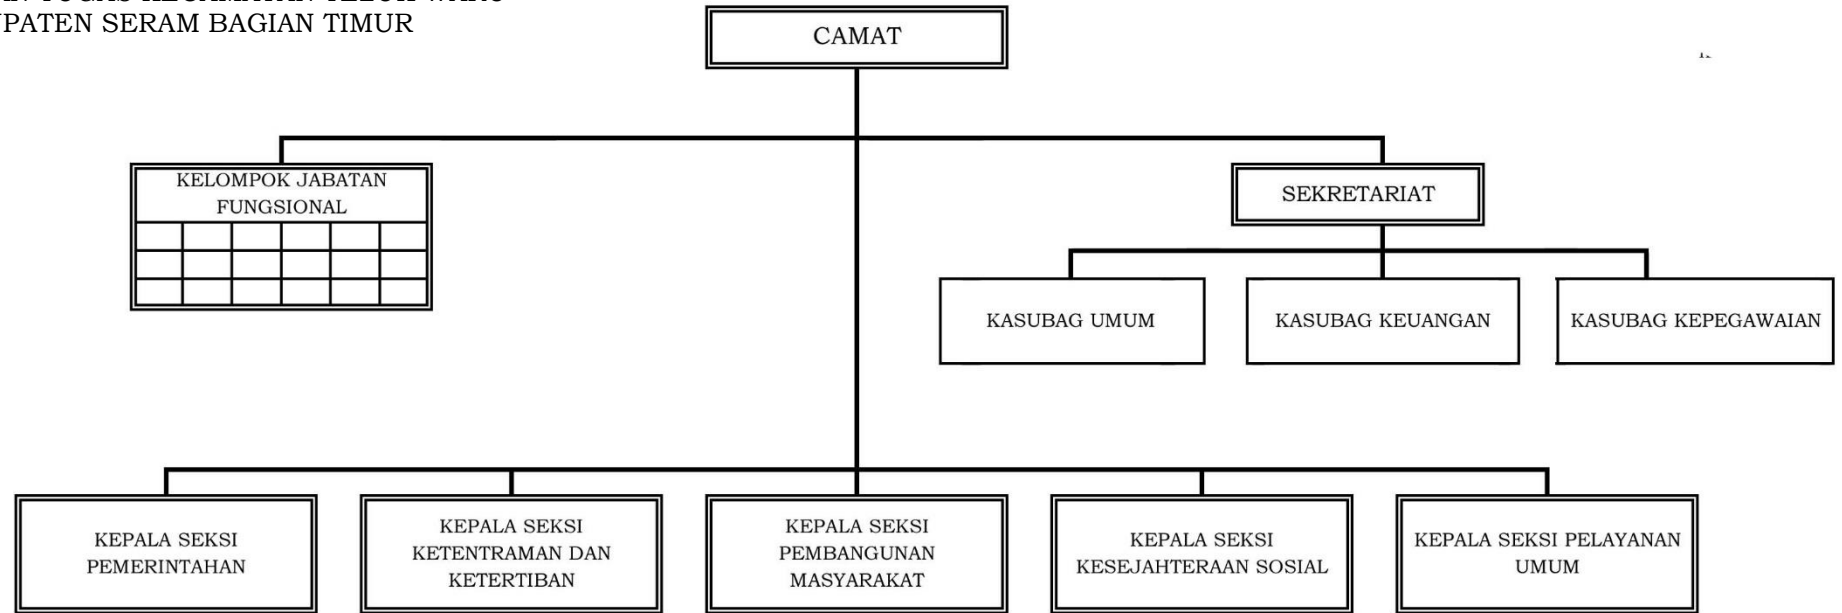 PATEN SERAM BAGIAN TIMUR
CAMAT
KELOMPOK JABATAN
FUNGSIONAL
SEKRETARIAT
KASUBAG UMUM
KASUBAG KEUANGAN
KASUBAG KEPEGAWAIAN
KEPALA SEKSI
PEMERINTAHAN
KEPALA SEKSI
KETENTRAMAN DAN
KETERTIBAN
KEPALA SEKSI
PEMBANGUNAN
MASYARAKAT
KEPALA SEKSI
KESEJAHTERAAN SOSIAL
KEPALA SEKSI PELAYANAN
UMUM